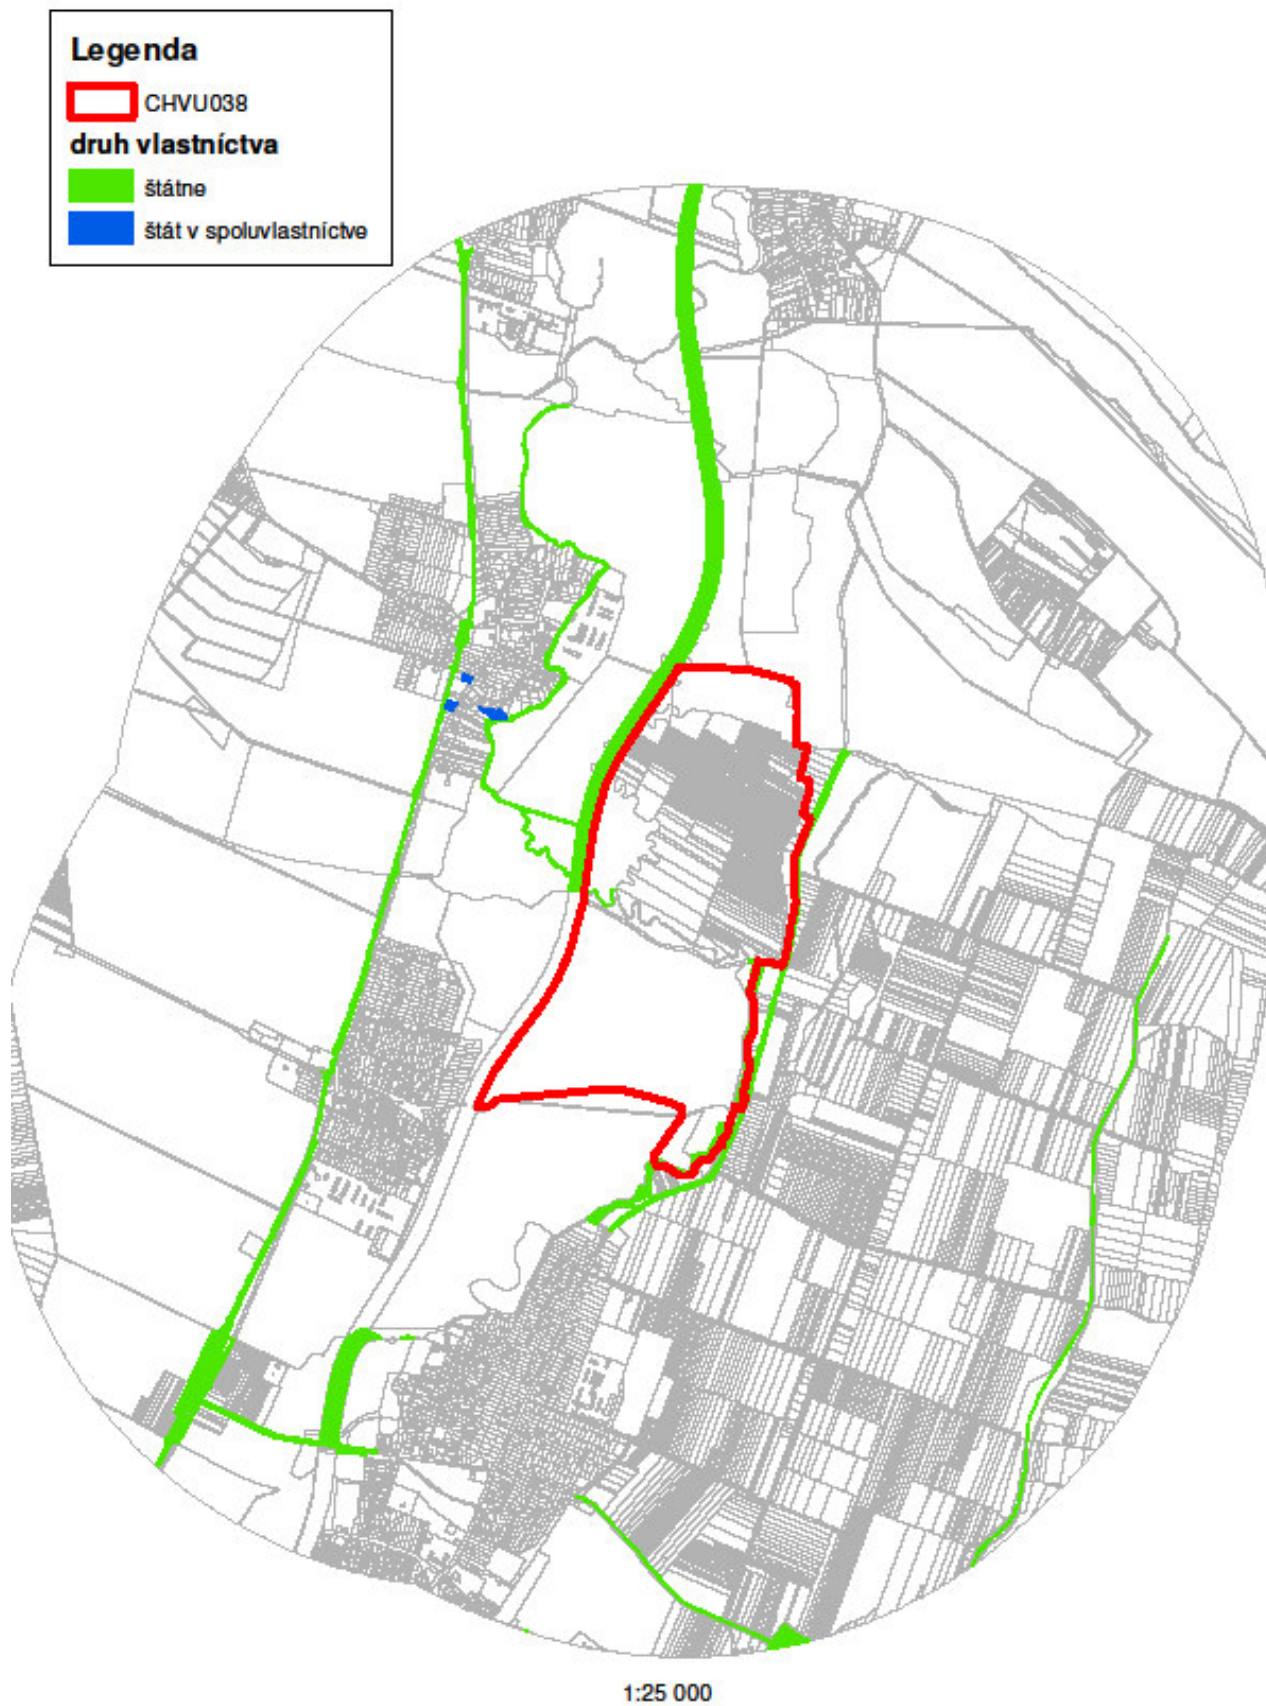 Legenda
CHVU038
druh vlastníctva
štátne
štát v spoluvlastníctve
1:25 000